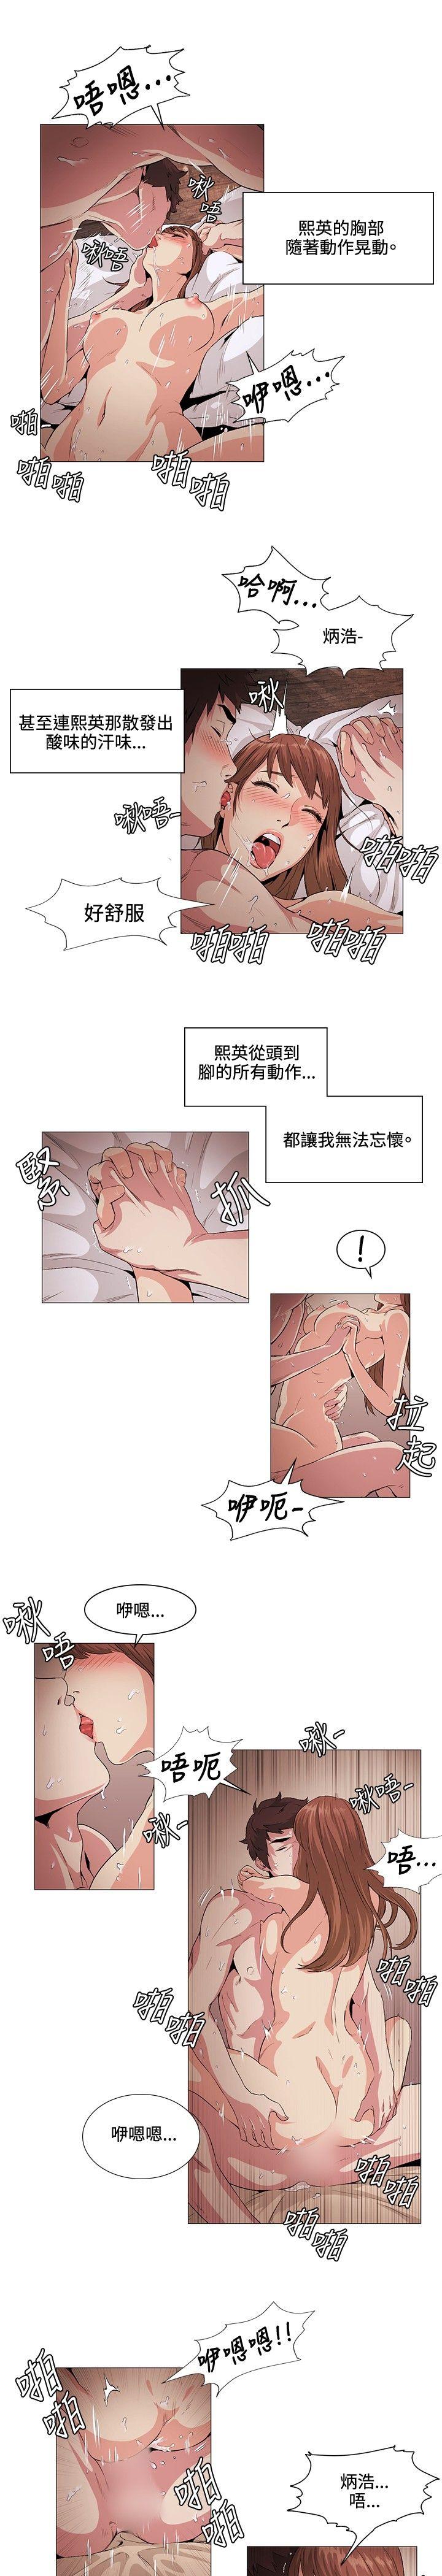 唔嗯...
啾
唔
啾唔
熙英的胸部
隨著動作晃動。
咿嗯...
啪
啪啪
啪啪
哈啊...
炳浩-
啾
甚至連熙英那散發出
酸味的汗味...
啾唔-
啪啪
好舒服
啪啪
啪啪
熙英從頭到
腳的所有動作...
都讓我無法忘懷。
緊
抓
！
拉
起
咿呃-
咿嗯...
啾
唔
啾-
唔呃
啾唔-
啾-
唔...
啪啪
啪啪
咿嗯嗯...
啪啪
啪啪
咿嗯嗯!!
啪
啪
啪
啪
炳浩...
唔...